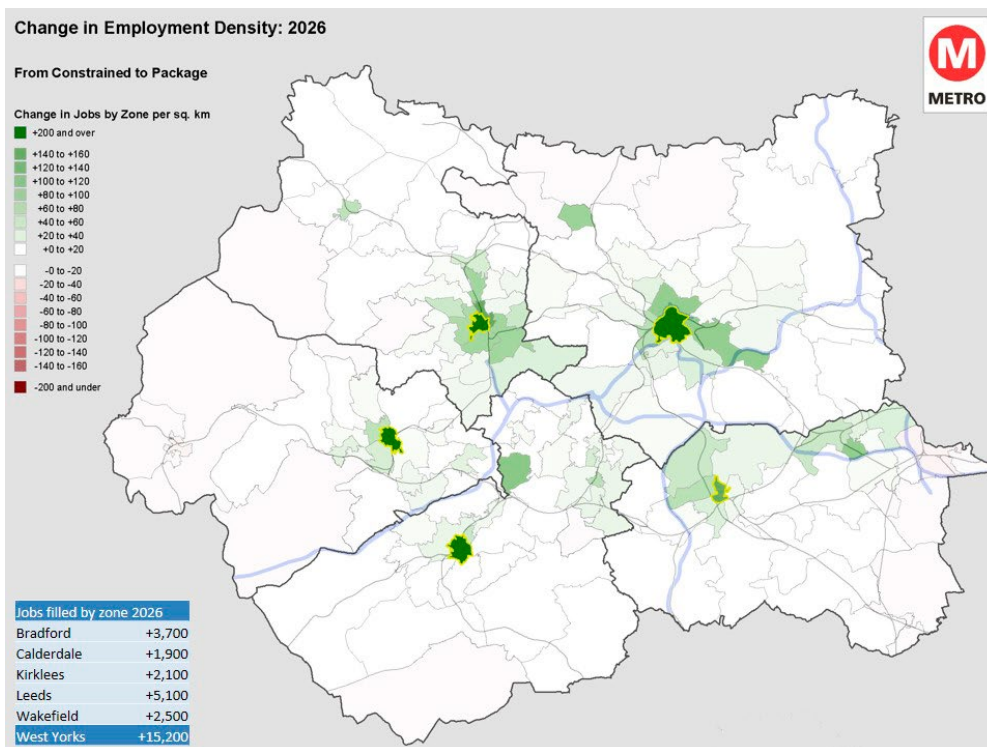 Change in Employment Density: 2026
From Constrained to Package
Change in Jobs by Zone per sq. km
+200 and over
+140 to +160
+120 to +140
+100 to +120
+80 to +100
+60 to +80
+40 to +60
+20 to +40
+0 to +20
-0 to -20
-20 to -40
-40 to -60
-60 to -80
-80 to -100
-100 to -120
-120 to -140
-140 to -160
-200 and under
M
METRO
Jobs filled by zone 2026
Bradford +3,700
Calderdale +1,900
Kirklees +2,100
Leeds +5,100
Wakefield +2,500
West Yorks +15,200